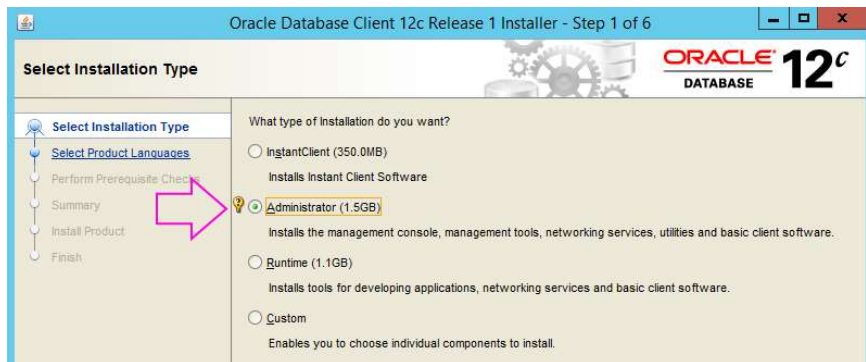 Oracle Database Client 12c Release 1 Installer - Step 1 of 6
Select Installation Type
ORACLE
DATABASE
12c
Select Installation Type
Select Product Languages
Perform Prerequisite Checks
Summary
Install Product
Finish
What type of Installation do you want?
InstantClient (350.0MB)
Installs Instant Client Software
Administrator (1.5GB)
Installs the management console, management tools, networking services, utilities and basic client software.
Runtime (1.1GB)
Installs tools for developing applications, networking services and basic client software.
Custom
Enables you to choose individual components to install.